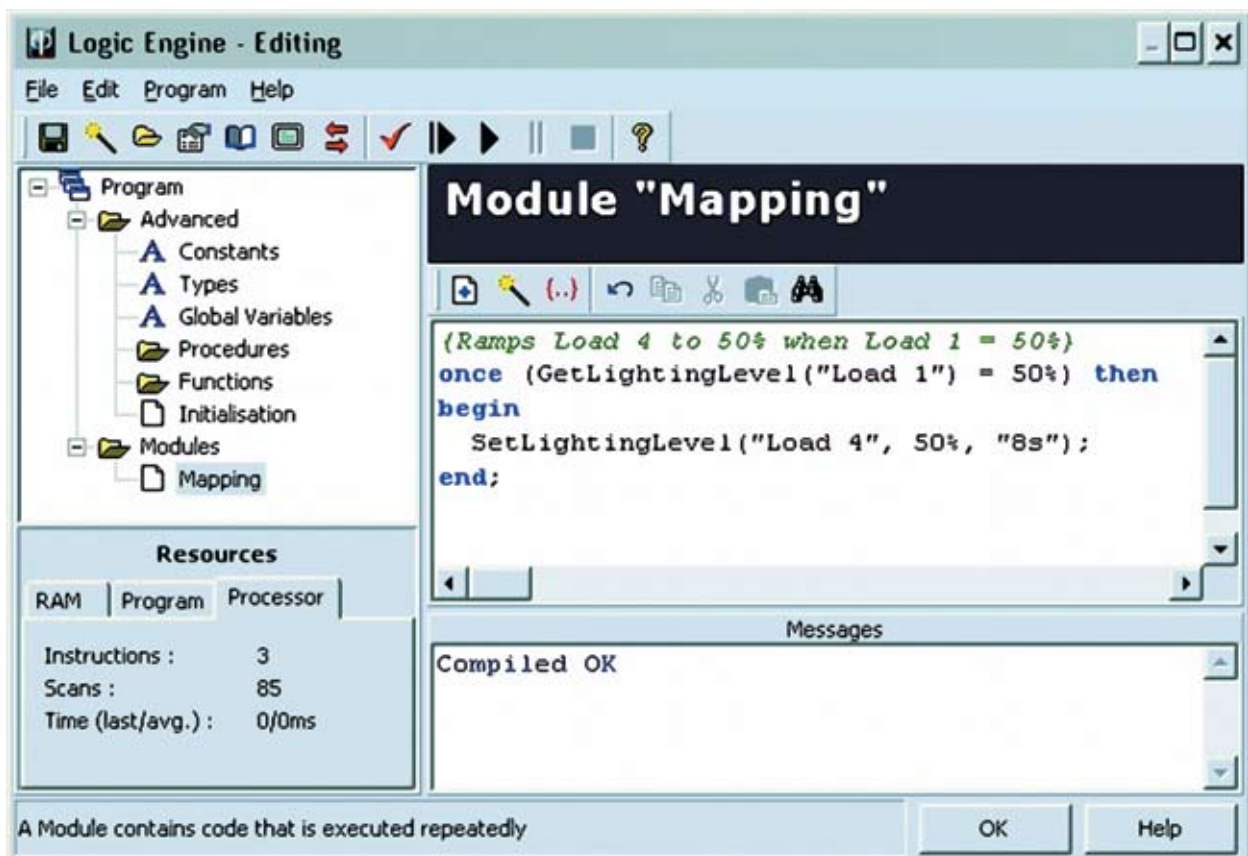 Logic Engine - Editing
File Edit Program Help
Program
Advanced
A Constants
A Types
A Global Variables
Procedures
Functions
Initialisation
Modules
Mapping
Resources
RAM Program Processor
Instructions : 3
Scans : 85
Time (last/avg.) : 0/0ms
Module "Mapping"
{..}
{Ramps Load 4 to 50% when Load 1 = 50%}
once (GetLightingLevel("Load 1") = 50%) then
begin
SetLightingLevel("Load 4", 50%, "8s");
end;
Messages
Compiled OK
A Module contains code that is executed repeatedly
OK Help